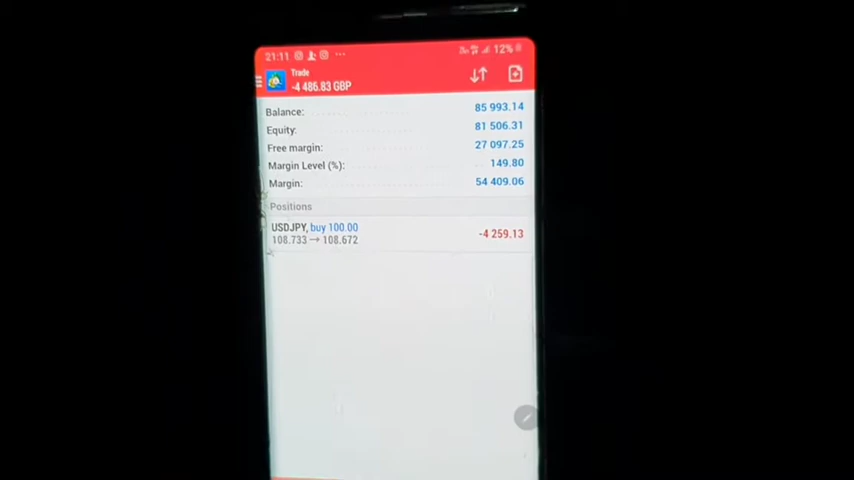 21:11 12%
Trade
-4 486.83 GBP
Balance: 85 993.14
Equity: 81 506.31
Free margin: 27 097.25
Margin Level (%): 149.80
Margin: 54 409.06
Positions
USDJPY, buy 100.00
108.733 → 108.672 -4 259.13